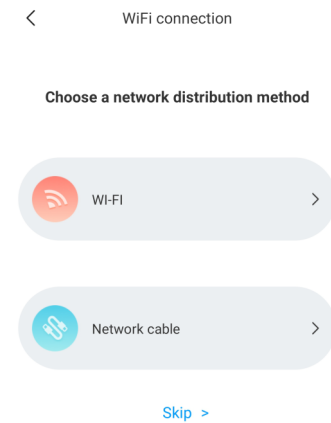 WiFi connection
Choose a network distribution method
WI-FI
Network cable
Skip >